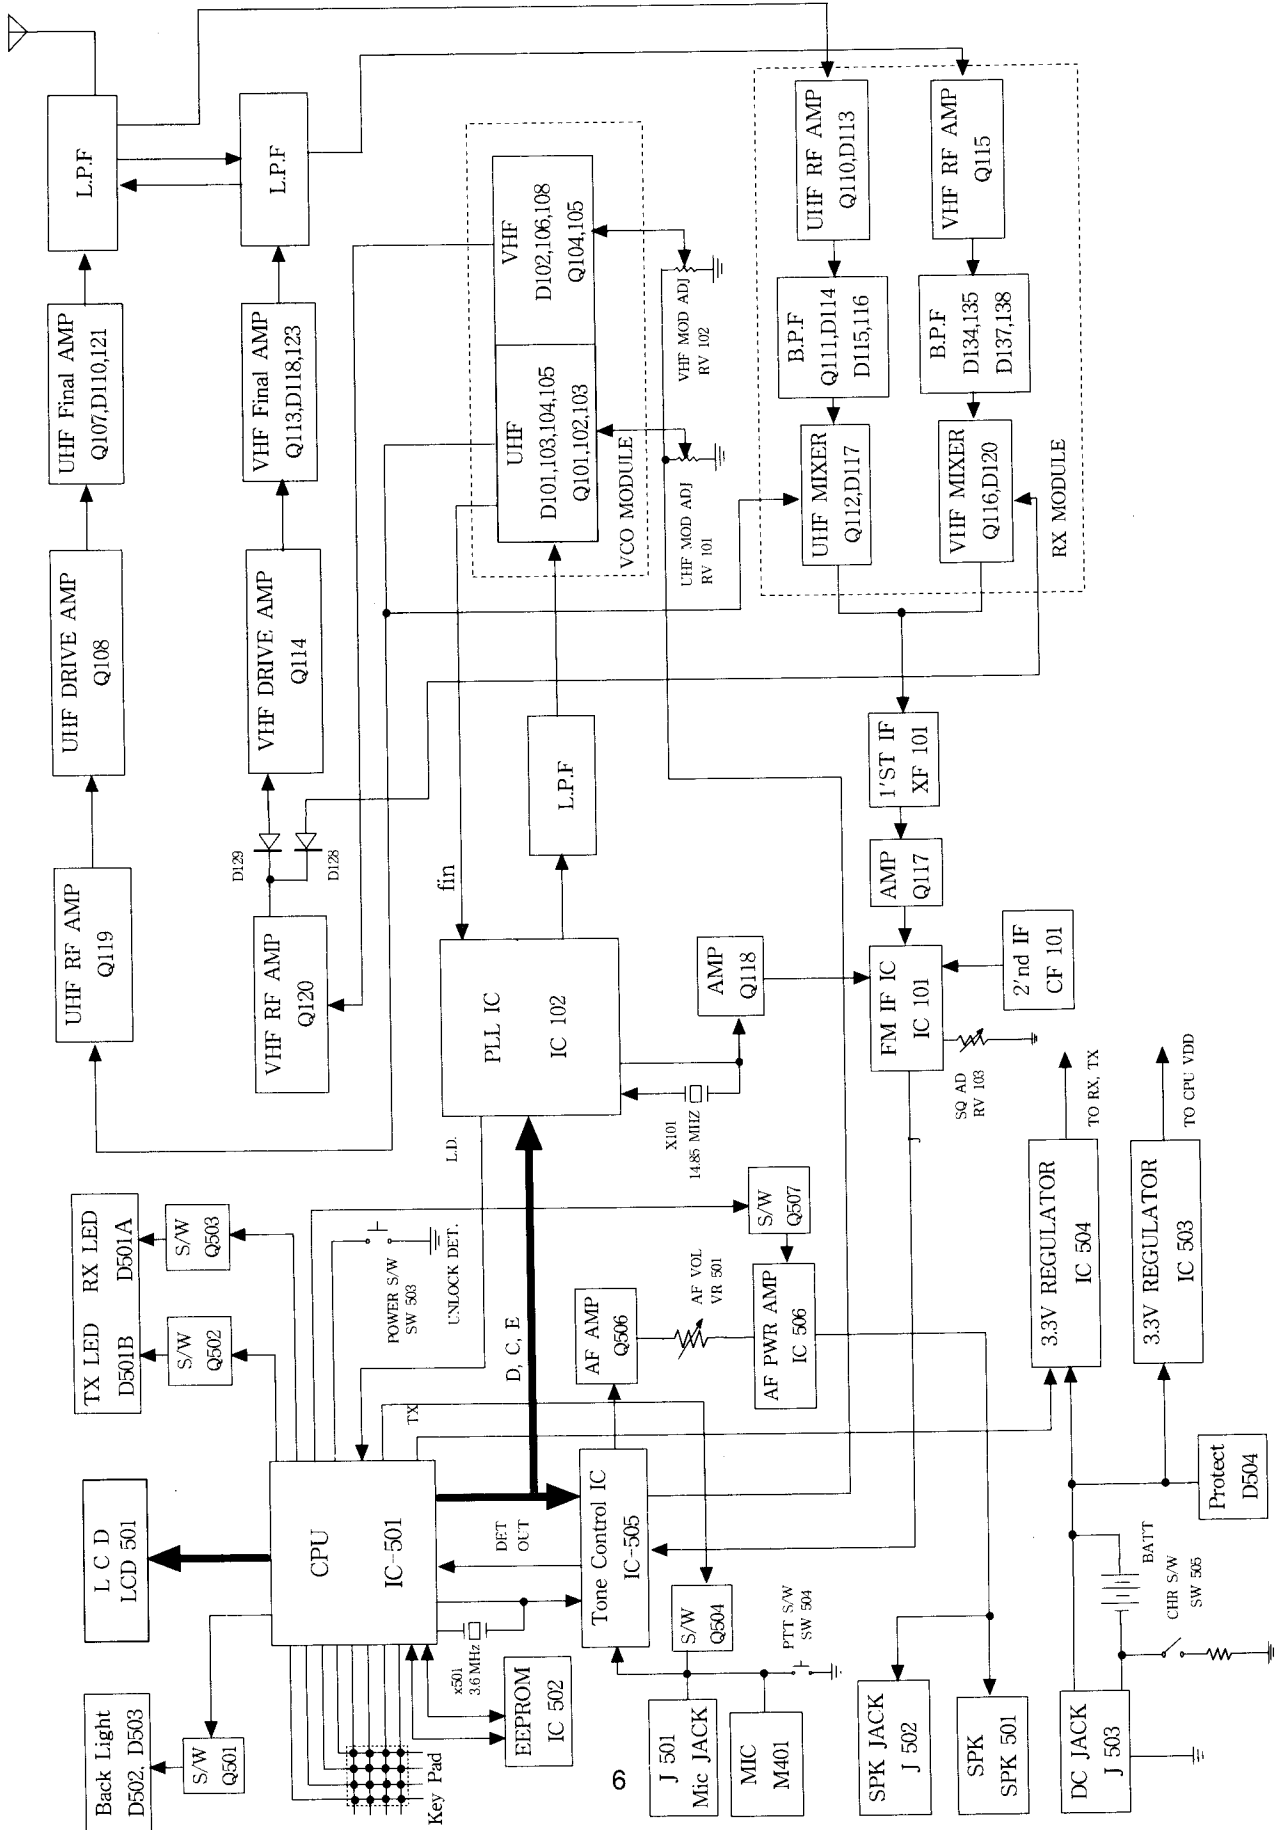 Back Light
D502, D503
S/W
Q501
L C D
LCD 501
TX LED RX LED
D501B D501A
S/W
Q502
S/W
Q503
UHF RF AMP
Q119
UHF DRIVE AMP
Q108
UHF Final AMP
Q107,D110,121
L.P.F
VHF RF AMP
Q120
D129
D128
VHF DRIVE AMP
Q114
VHF Final AMP
Q113,D118,123
L.P.F
Key Pad
CPU
IC-501
x501
3.6 MHz
EEPROM
IC 502
POWER S/W
SW 503
UNLOCK DET.
L.D.
TX
D, C, E
DET
OUT
fin
PLL IC
IC 102
L.P.F
UHF
D101,103,104,105
Q101,102,103
VHF
D102,106,108
Q104,105
VCO MODULE
UHF MOD ADJ
RV 101
VHF MOD ADJ
RV 102
6
Tone Control IC
IC-505
AF AMP
Q506
AF VOL
VR 501
S/W
Q507
AF PWR AMP
IC 506
X101
14.85 MHZ
AMP
Q118
J 501
Mic JACK
MIC
M401
S/W
Q504
PTT S/W
SW 504
UHF RF AMP
Q110,D113
B.P.F
Q111,D114
D115,116
UHF MIXER
Q112,D117
VHF RF AMP
Q115
B.P.F
D134,135
D137,138
VHF MIXER
Q116,D120
RX MODULE
1'ST IF
XF 101
AMP
Q117
FM IF IC
IC 101
2'nd IF
CF 101
SQ AD
RV 103
SPK JACK
J 502
SPK
SPK 501
DC JACK
J 503
BATT
CHR S/W
SW 505
Protect
D504
3.3V REGULATOR
IC 504
TO RX, TX
3.3V REGULATOR
IC 503
TO CPU VDD